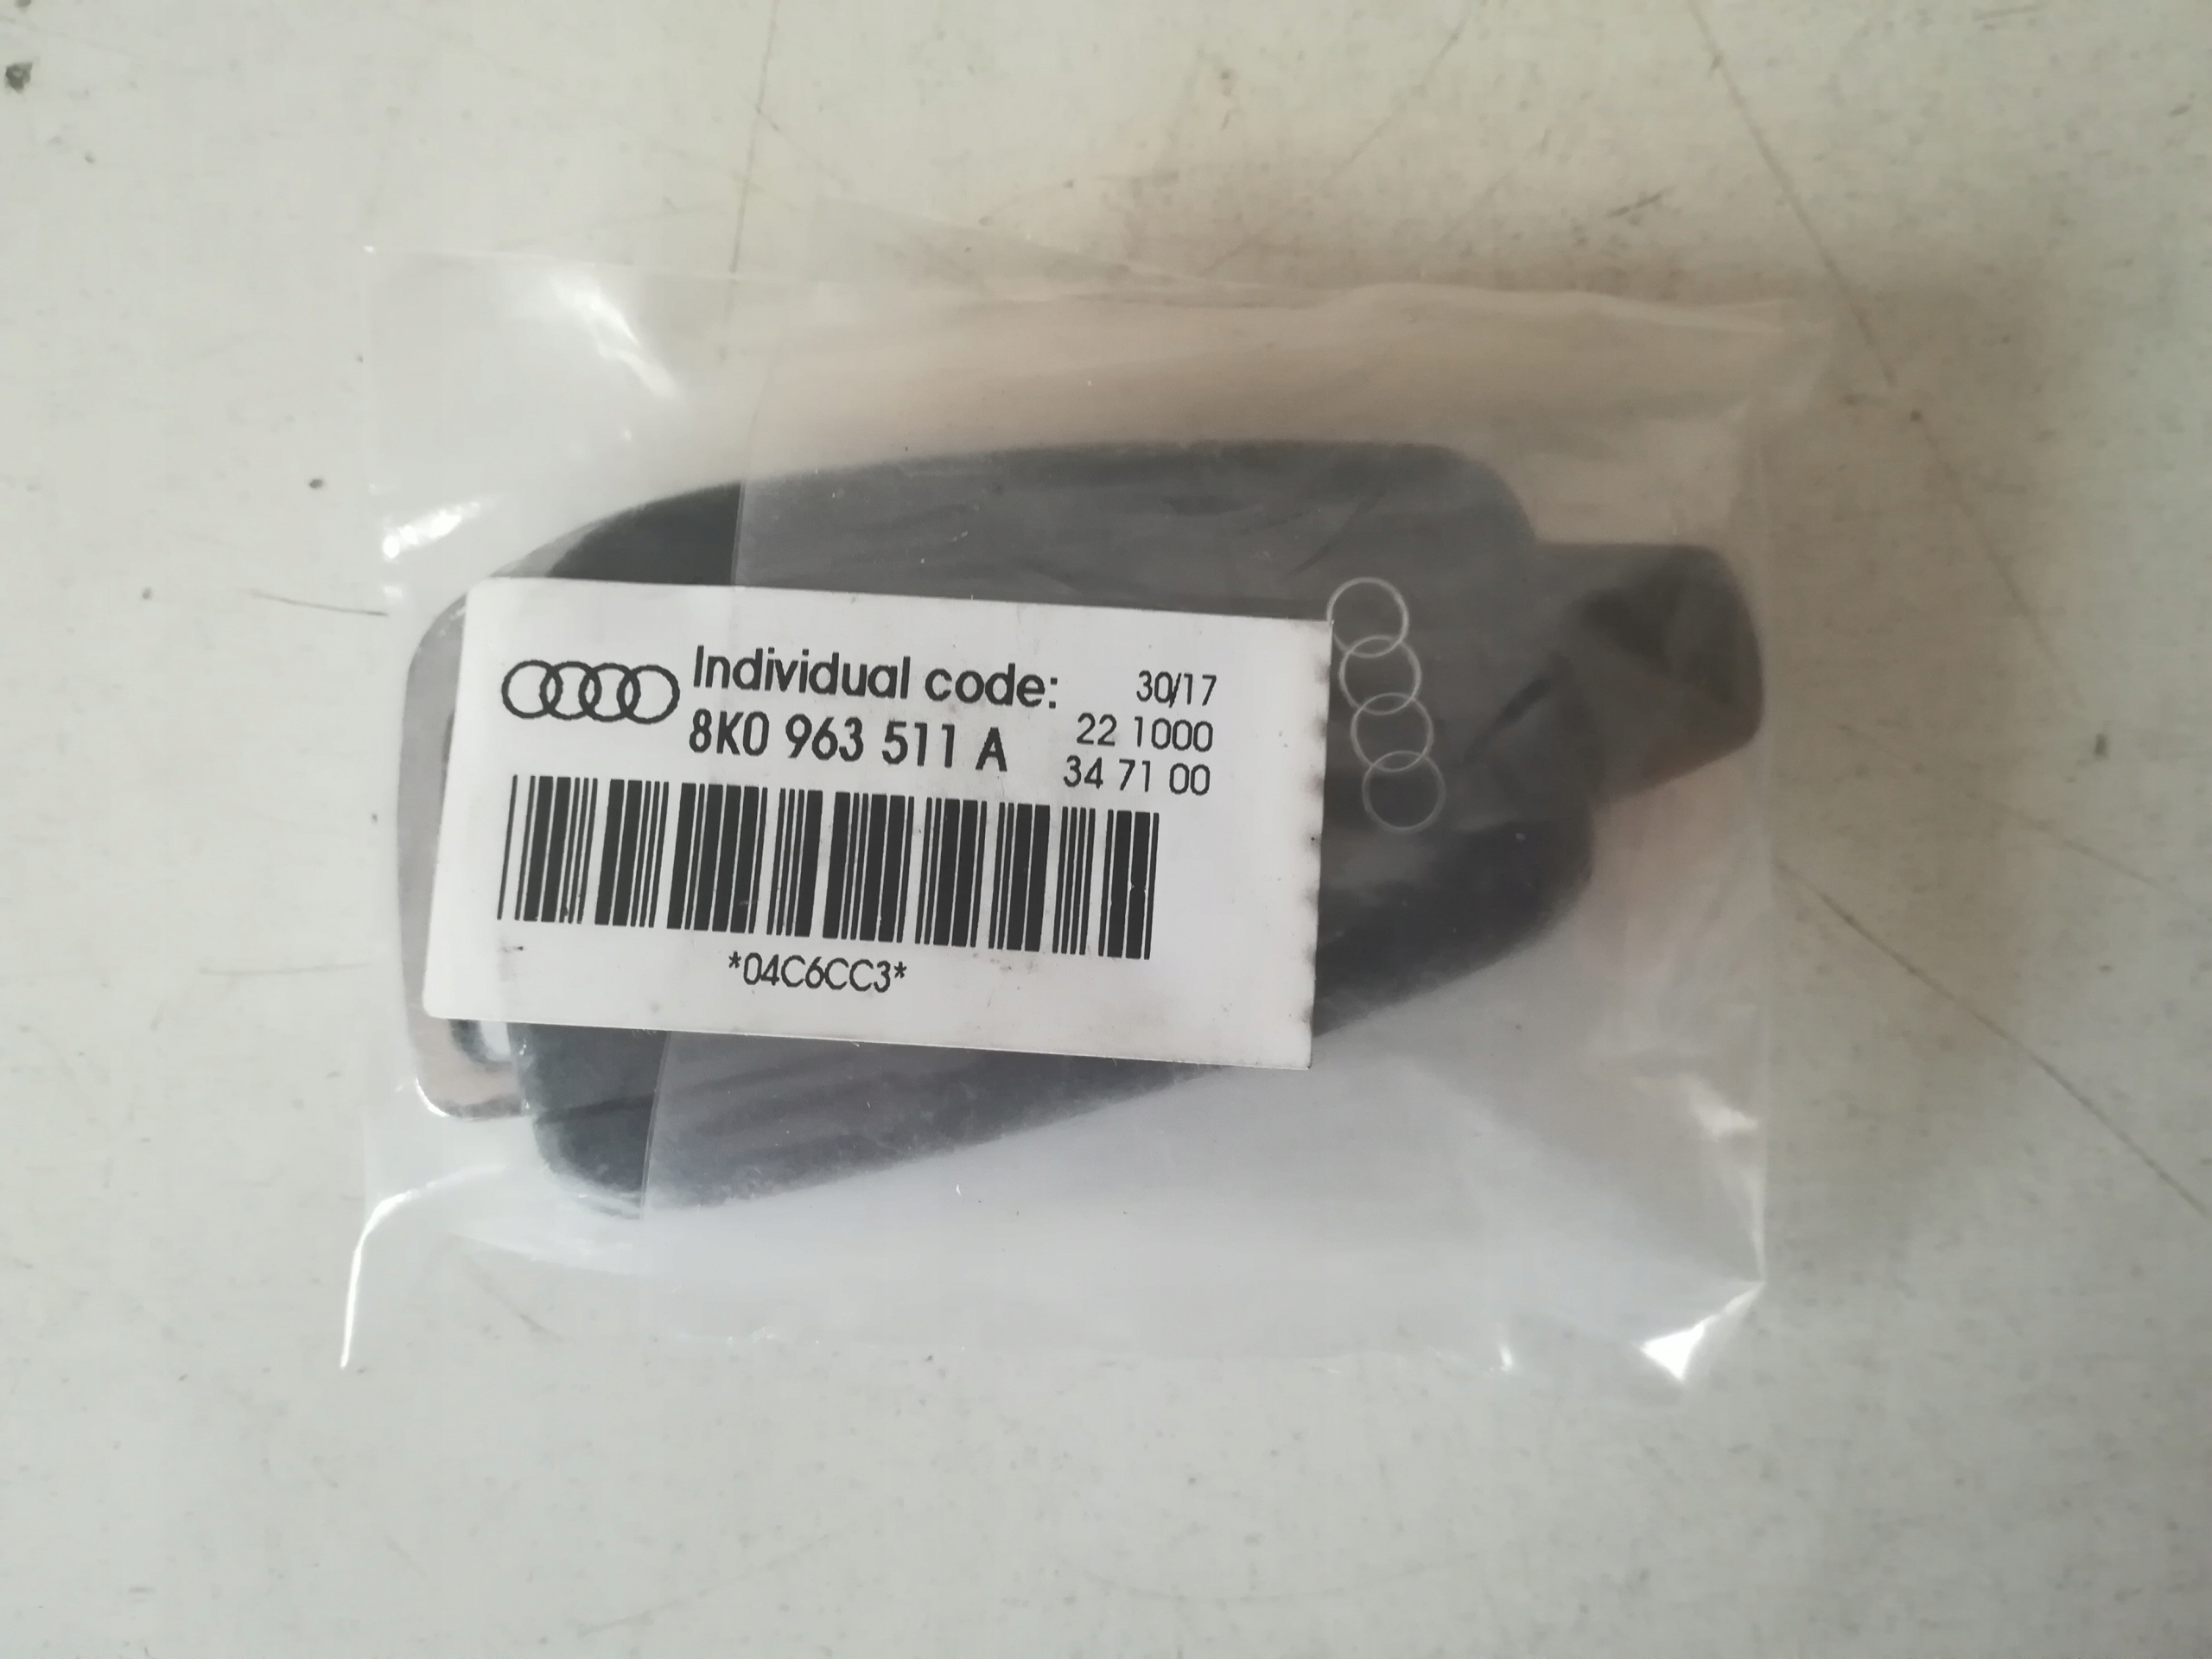 Individual code:
30/17
8K0 963 511 A
22 1000
34 71 00
*04C6CC3*